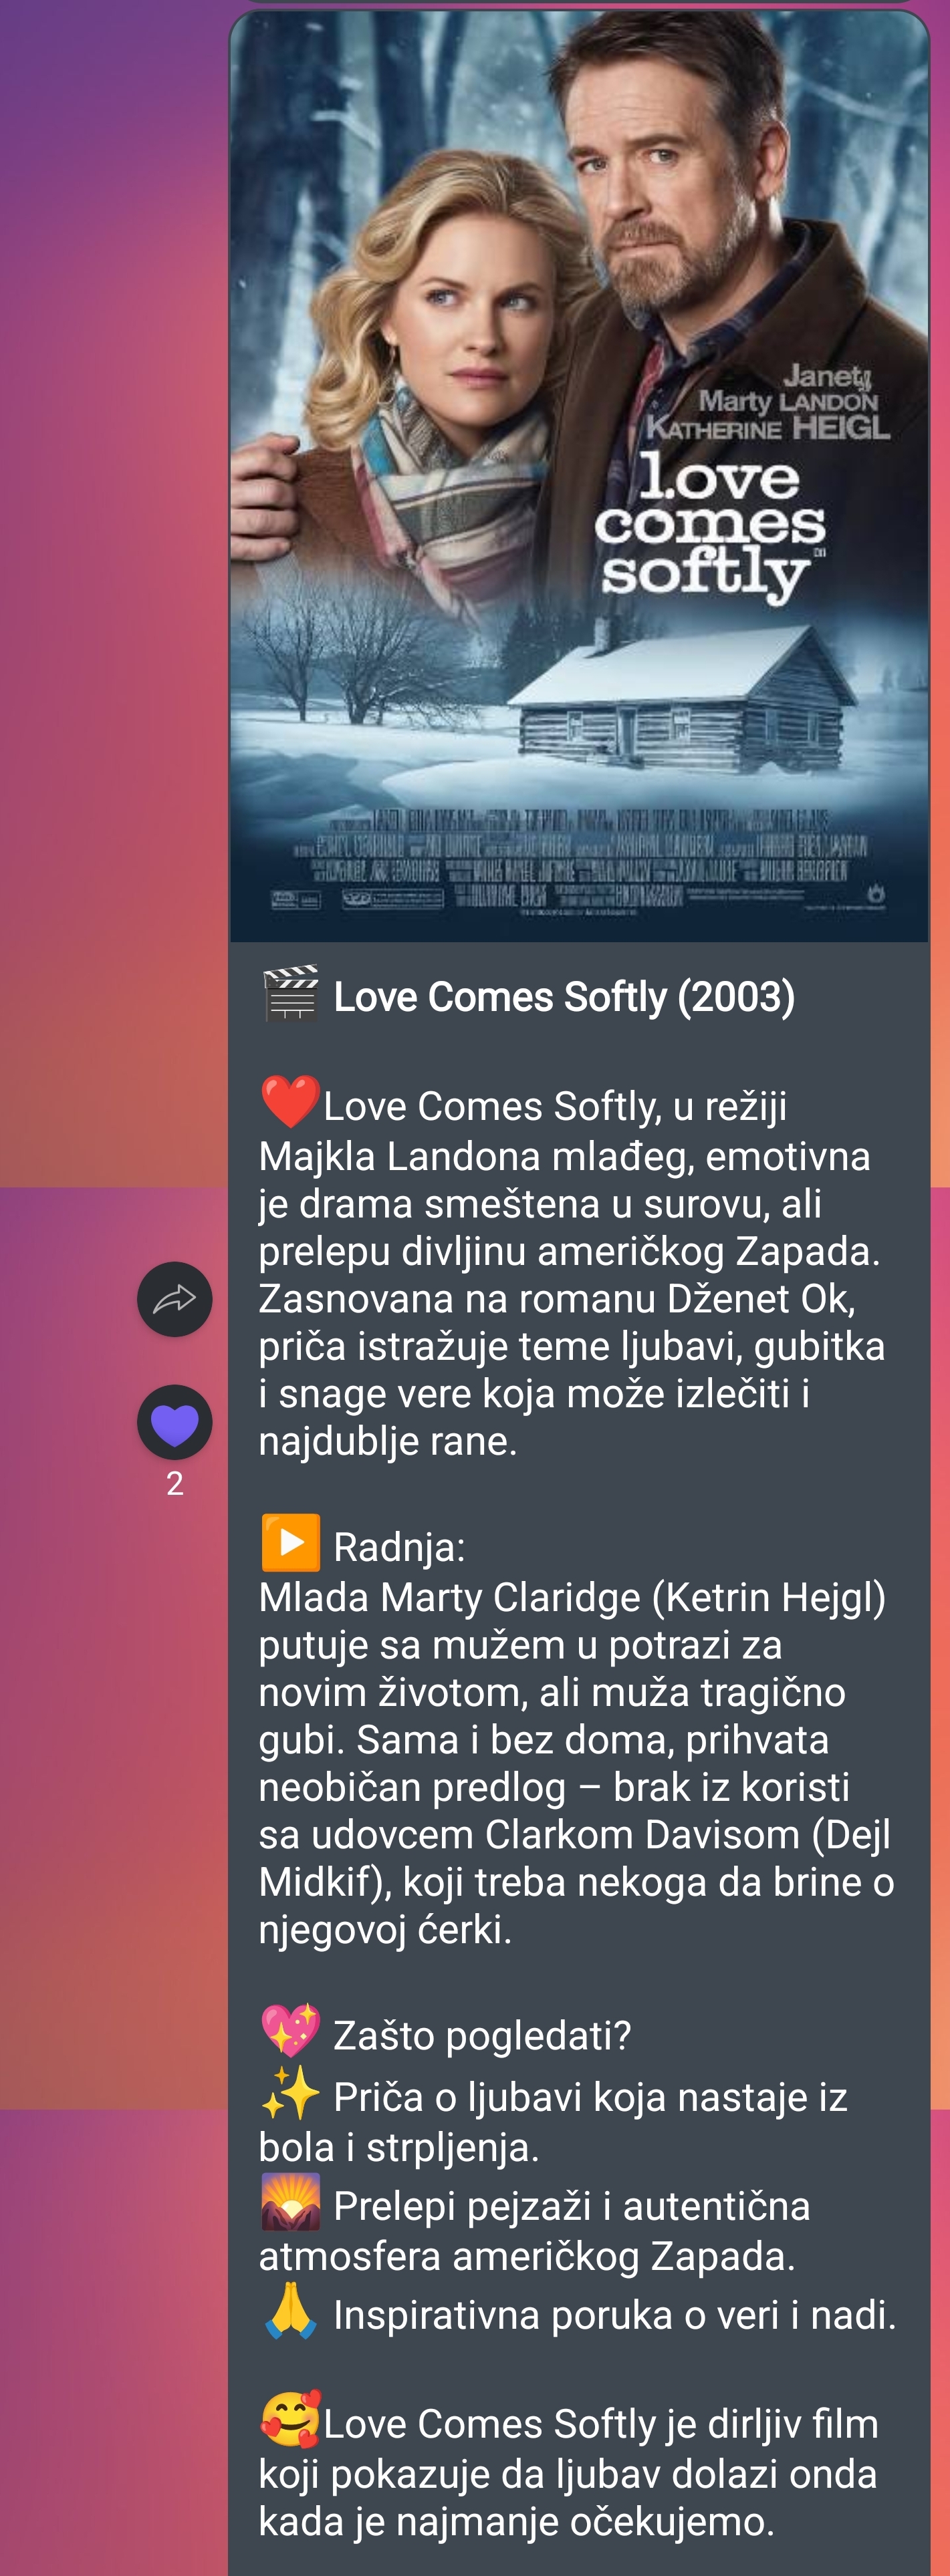 Janet
Marty LANDON
KATHERINE HEIGL
love
comes
softly
🎬 Love Comes Softly (2003)
❤️Love Comes Softly, u režiji
Majkla Landona mlađeg, emotivna
je drama smeštena u surovu, ali
prelepu divljinu američkog Zapada.
Zasnovana na romanu Dženet Ok,
priča istražuje teme ljubavi, gubitka
i snage vere koja može izlečiti i
najdublje rane.
▶️ Radnja:
Mlada Marty Claridge (Ketrin Hejgl)
putuje sa mužem u potrazi za
novim životom, ali muža tragično
gubi. Sama i bez doma, prihvata
neobičan predlog – brak iz koristi
sa udovcem Clarkom Davisom (Dejl
Midkif), koji treba nekoga da brine o
njegovoj ćerki.
💖 Zašto pogledati?
✨ Priča o ljubavi koja nastaje iz
bola i strpljenja.
🌄 Prelepi pejzaži i autentična
atmosfera američkog Zapada.
🙏 Inspirativna poruka o veri i nadi.
🥰Love Comes Softly je dirljiv film
koji pokazuje da ljubav dolazi onda
kada je najmanje očekujemo.
2